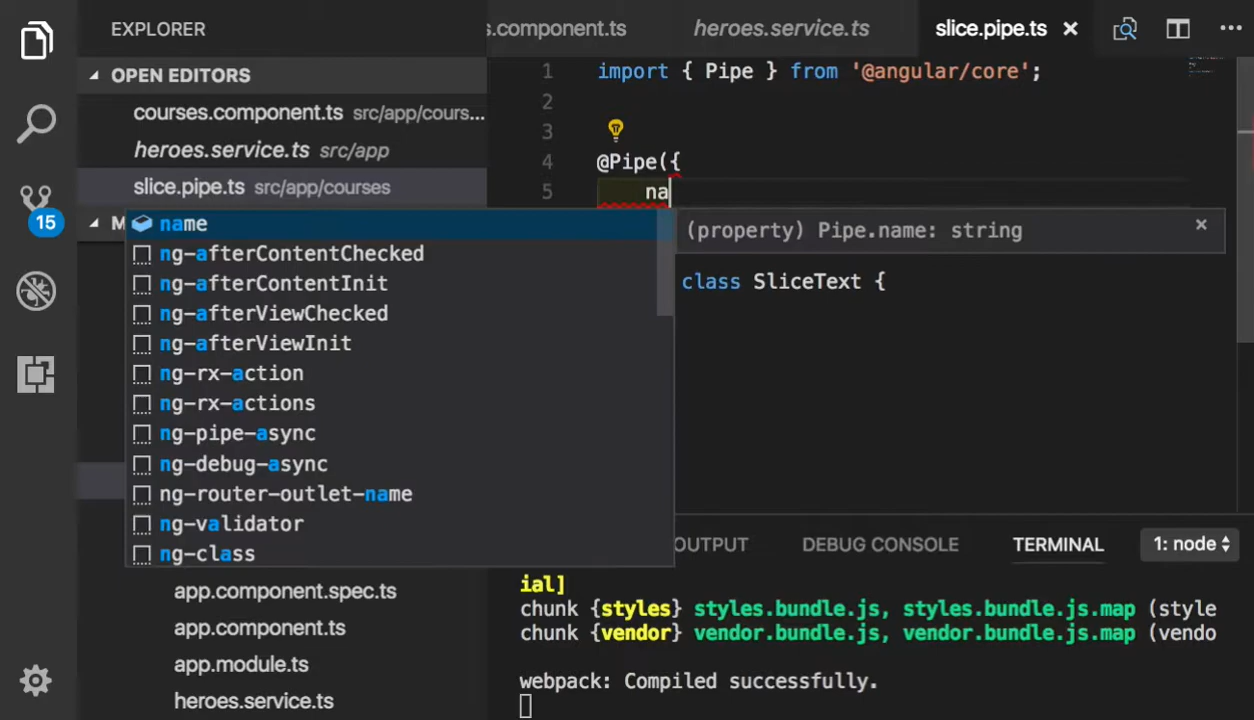 EXPLORER
OPEN EDITORS
courses.component.ts src/app/cours...
heroes.service.ts src/app
slice.pipe.ts src/app/courses
15
M
s.component.ts heroes.service.ts slice.pipe.ts
1 import { Pipe } from '@angular/core';
2
3
4 @Pipe({
5 na
name
(property) Pipe.name: string
ng-afterContentChecked
ng-afterContentInit
class SliceText {
ng-afterViewChecked
ng-afterViewInit
ng-rx-action
ng-rx-actions
ng-pipe-async
ng-debug-async
ng-router-outlet-name
ng-validator
ng-class
app.component.spec.ts
app.component.ts
app.module.ts
heroes.service.ts
OUTPUT DEBUG CONSOLE TERMINAL 1: node
ial]
chunk {styles} styles.bundle.js, styles.bundle.js.map (style
chunk {vendor} vendor.bundle.js, vendor.bundle.js.map (vendo
webpack: Compiled successfully.